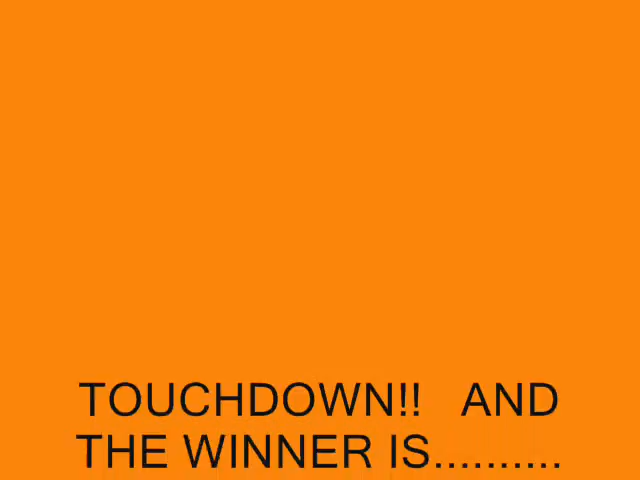 TOUCHDOWN!!   AND
THE WINNER IS..........